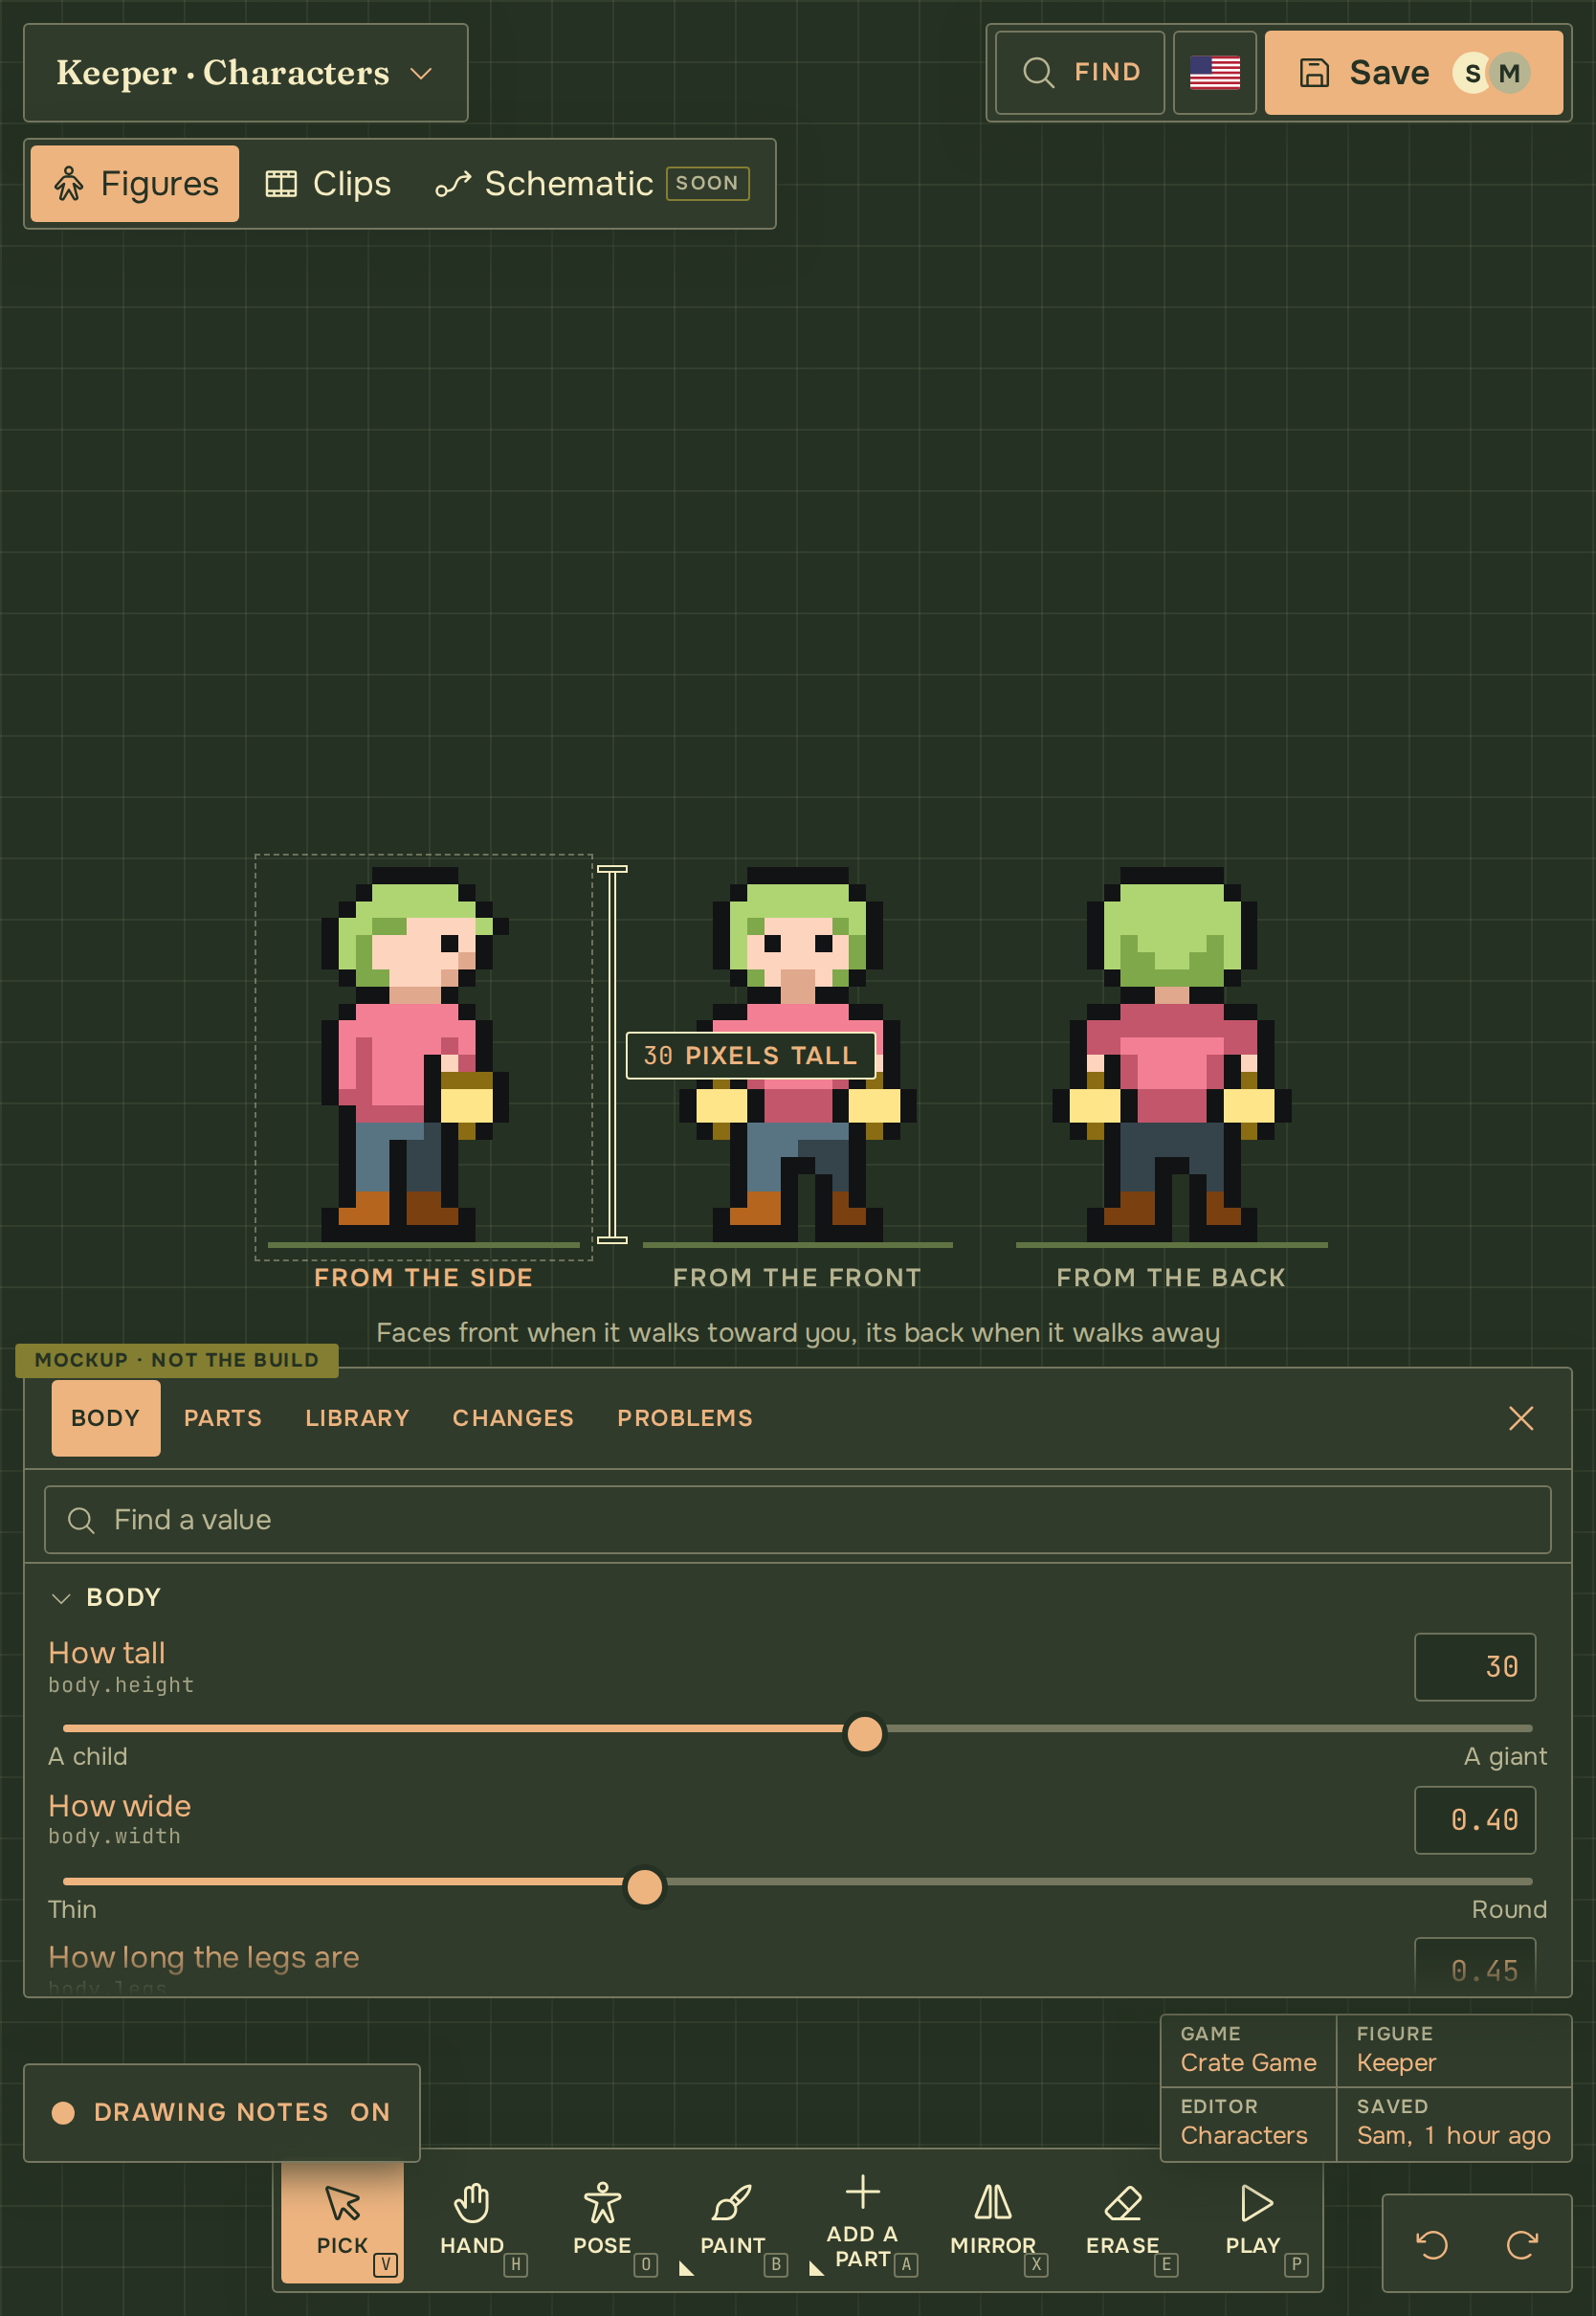 Keeper · Characters
FIND
Save
S
M
Figures
Clips
Schematic
SOON
30 PIXELS TALL
FROM THE SIDE
FROM THE FRONT
FROM THE BACK
Faces front when it walks toward you, its back when it walks away
MOCKUP · NOT THE BUILD
BODY
PARTS
LIBRARY
CHANGES
PROBLEMS
Find a value
BODY
How tall
body.height
30
A child
A giant
How wide
body.width
0.40
Thin
Round
How long the legs are
body.legs
0.45
GAME
Crate Game
FIGURE
Keeper
EDITOR
Characters
SAVED
Sam, 1 hour ago
DRAWING NOTES ON
PICK
V
HAND
H
POSE
O
PAINT
B
ADD A
PART
A
MIRROR
X
ERASE
E
PLAY
P